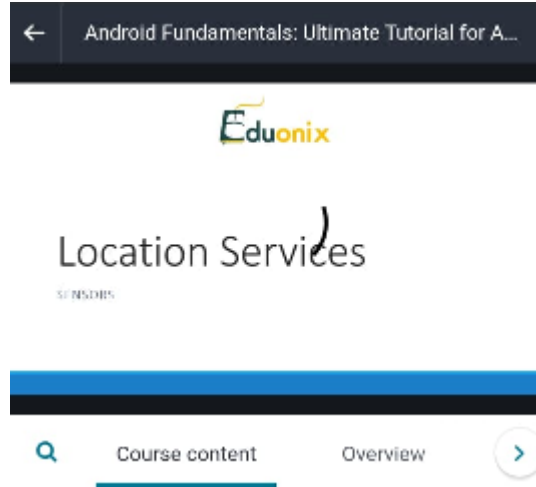 Android Fundamentals: Ultimate Tutorial for A...
Eduonix
Location Services
SENSORS
Course content
Overview